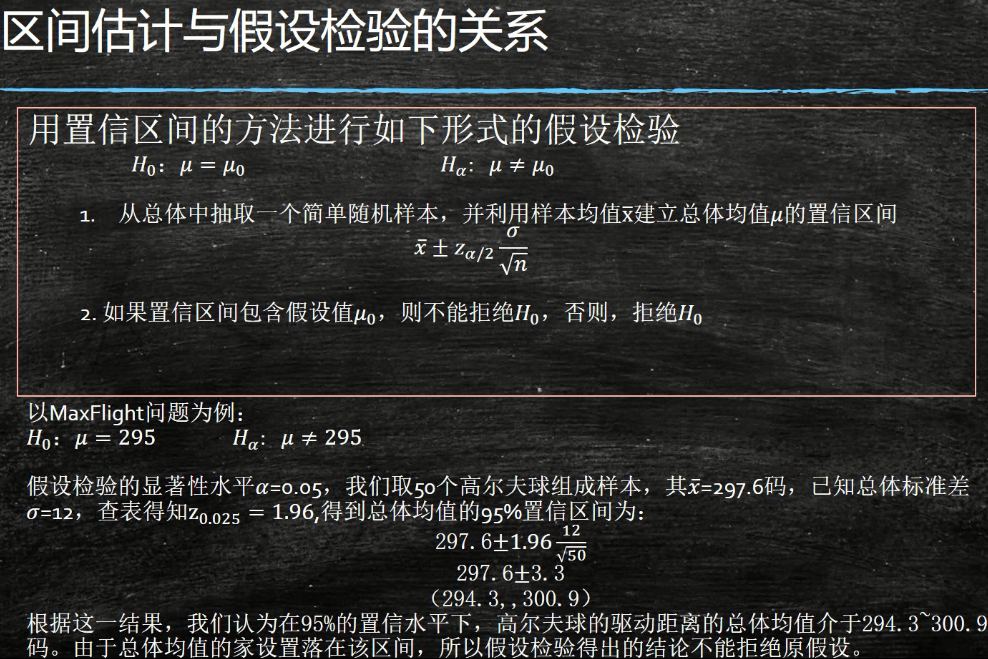 区间估计与假设检验的关系
用置信区间的方法进行如下形式的假设检验
H₀：μ = μ₀ Hα：μ ≠ μ₀
1. 从总体中抽取一个简单随机样本，并利用样本均值x̄建立总体均值μ的置信区间
x̄ ± z_{α/2} σ/√n
2. 如果置信区间包含假设值μ₀，则不能拒绝H₀，否则，拒绝H₀
以MaxFlight问题为例：
H₀：μ = 295 Hα：μ ≠ 295
假设检验的显著性水平α=0.05，我们取50个高尔夫球组成样本，其x̄=297.6码，已知总体标准差
σ=12，查表得知z₀.₀₂₅ = 1.96,得到总体均值的95%置信区间为：
297.6±1.96 12/√50
297.6±3.3
（294.3,,300.9）
根据这一结果，我们认为在95%的置信水平下，高尔夫球的驱动距离的总体均值介于294.3~300.9
码。由于总体均值的家设置落在该区间，所以假设检验得出的结论不能拒绝原假设。